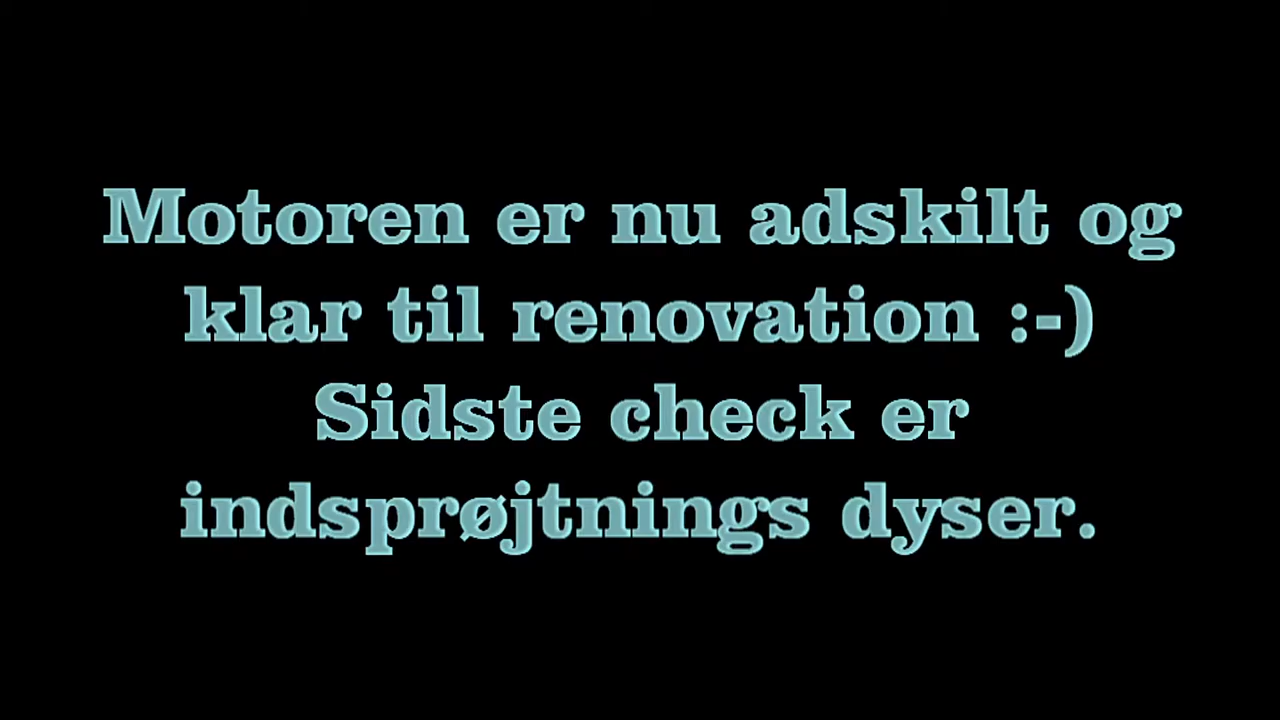 Motoren er nu adskilt og
klar til renovation :-)
Sidste check er
indsprøjtnings dyser.